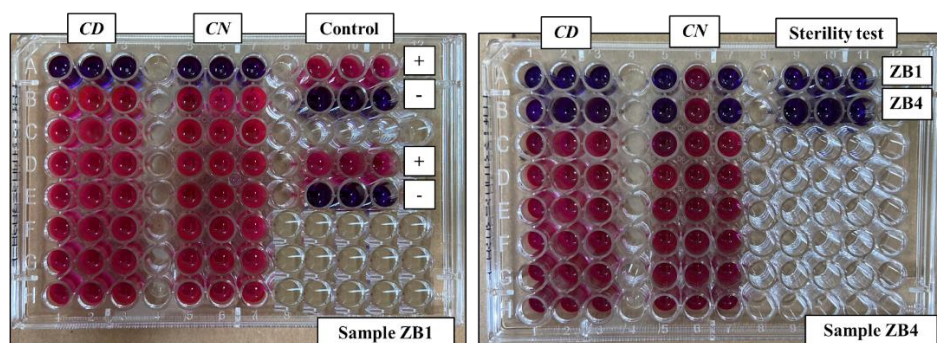 CD CN Control
+
-
+
-
A
B
C
D
E
F
G
H
Sample ZB1
CD CN Sterility test
ZB1
ZB4
A
B
C
D
E
F
G
H
Sample ZB4